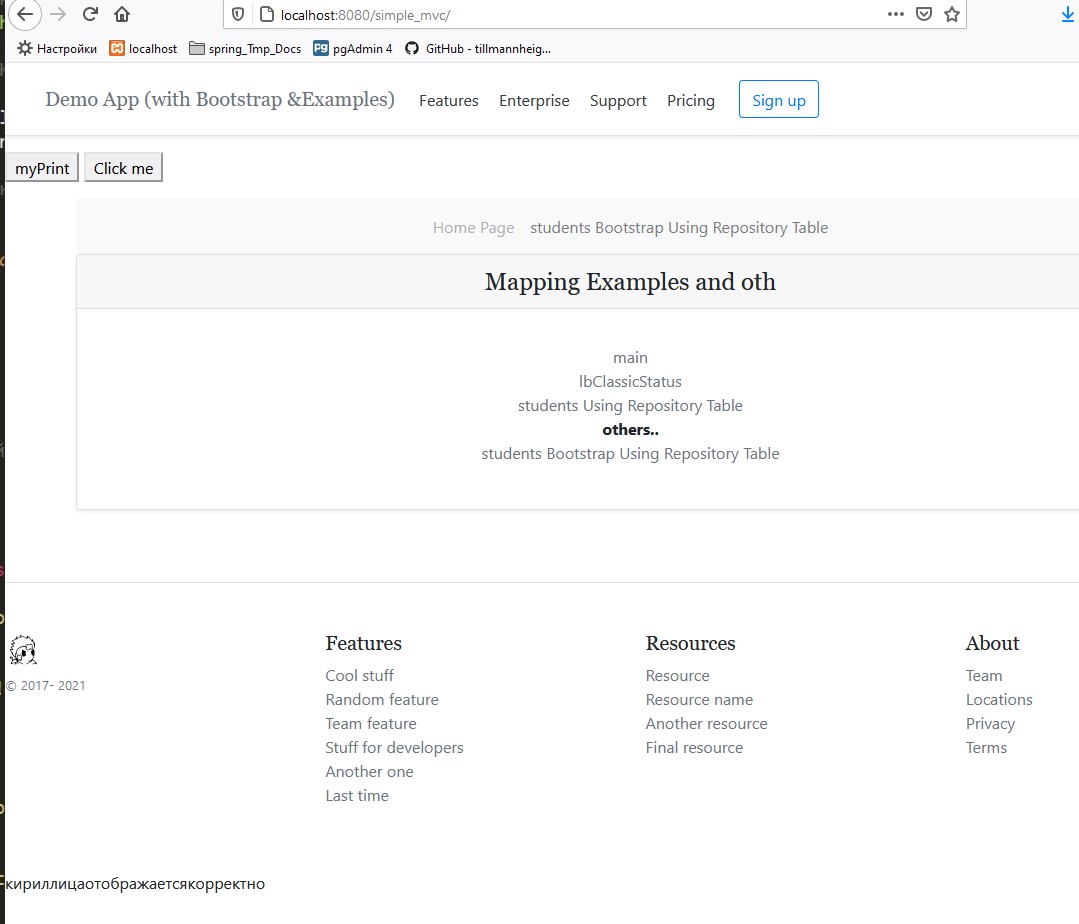 localhost:8080/simple_mvc/
Настройки localhost spring_Tmp_Docs pgAdmin 4 GitHub - tillmannheig...
Demo App (with Bootstrap &Examples) Features Enterprise Support Pricing Sign up
myPrint Click me
Home Page students Bootstrap Using Repository Table
Mapping Examples and oth
main
lbClassicStatus
students Using Repository Table
others..
students Bootstrap Using Repository Table
© 2017- 2021
Features
Cool stuff
Random feature
Team feature
Stuff for developers
Another one
Last time
Resources
Resource
Resource name
Another resource
Final resource
About
Team
Locations
Privacy
Terms
кириллицаотображаетсякорректно